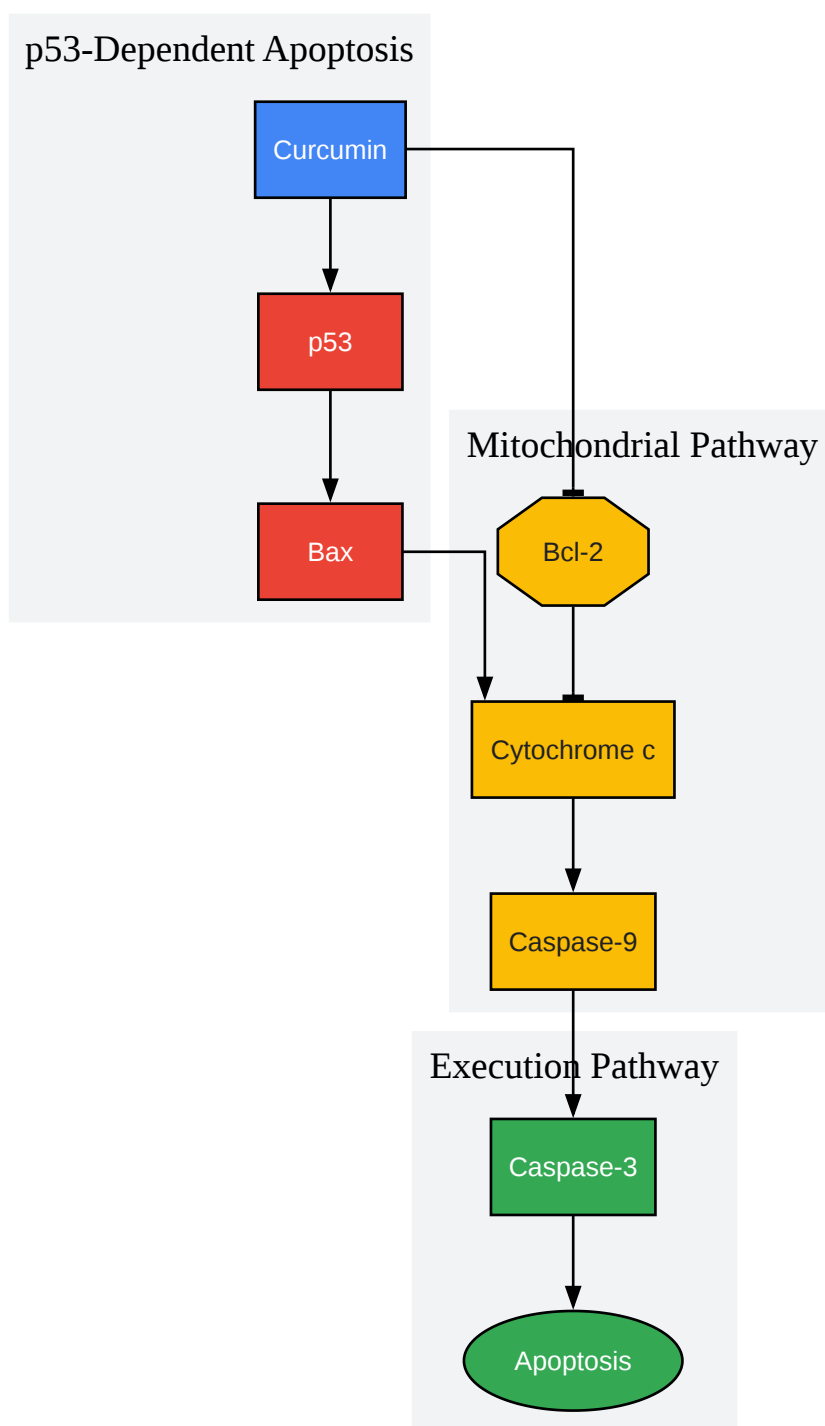 p53-Dependent Apoptosis
Curcumin
p53
Bax
Mitochondrial Pathway
Bcl-2
Cytochrome c
Caspase-9
Execution Pathway
Caspase-3
Apoptosis